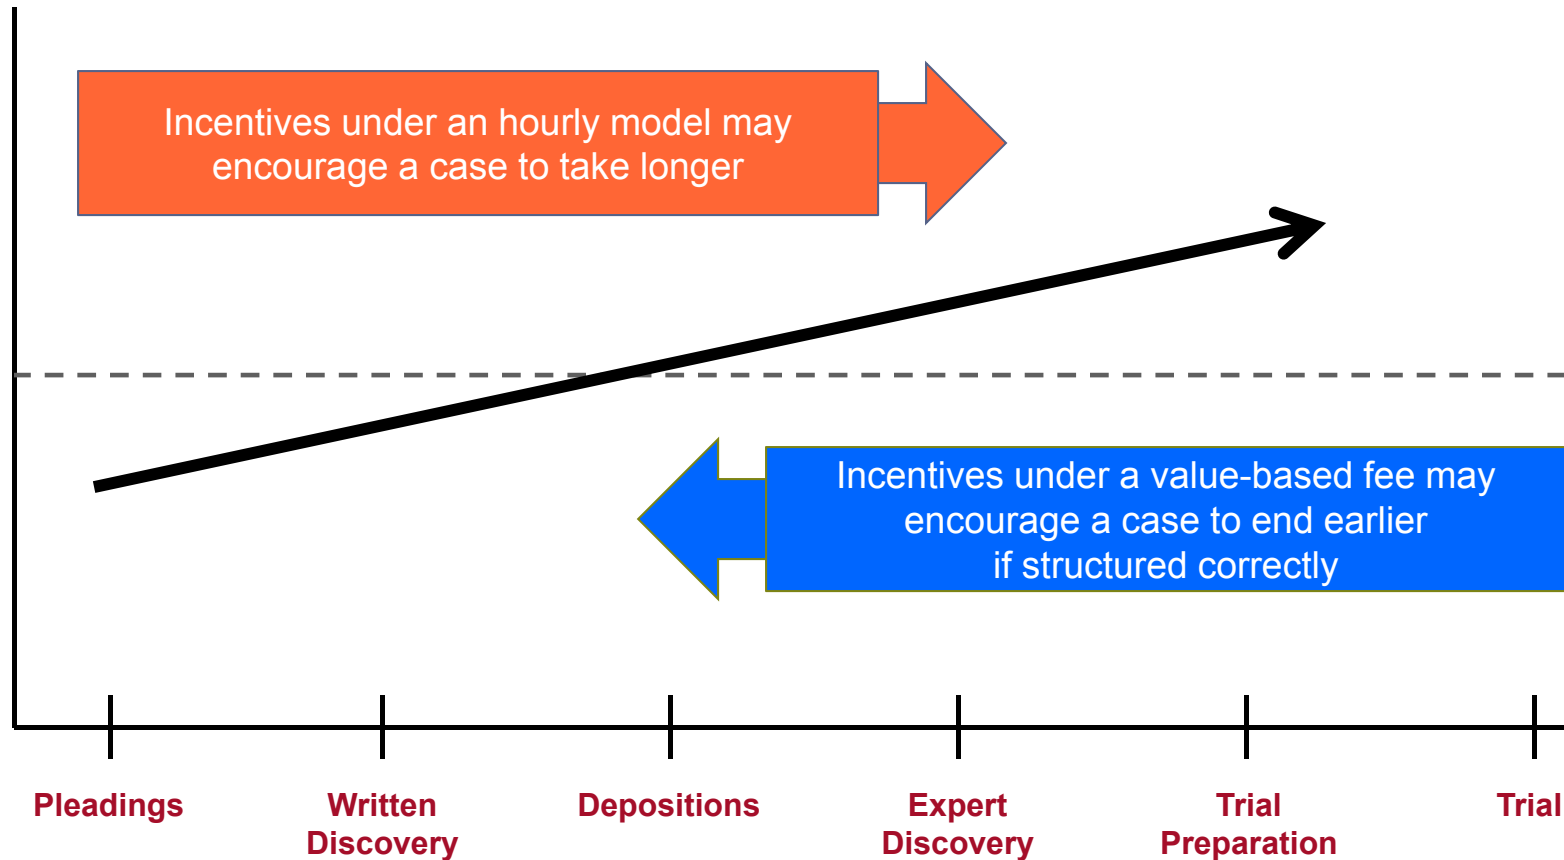 Incentives under an hourly model may
encourage a case to take longer
Incentives under a value-based fee may
encourage a case to end earlier
if structured correctly
Pleadings
Written
Discovery
Depositions
Expert
Discovery
Trial
Preparation
Trial